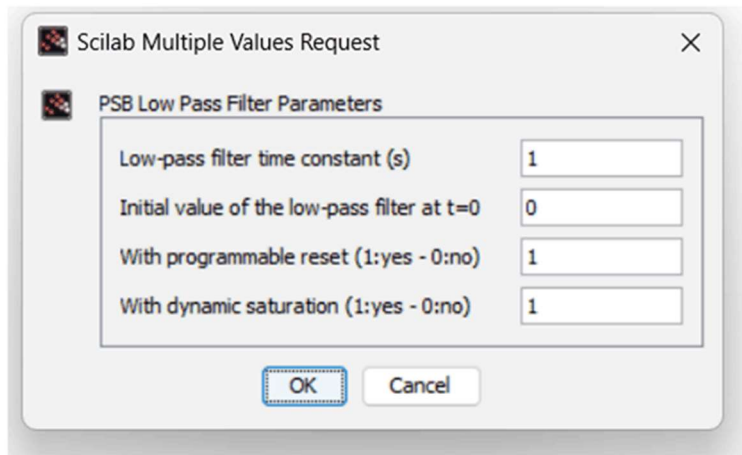 Scilab Multiple Values Request
PSB Low Pass Filter Parameters
Low-pass filter time constant (s) 1
Initial value of the low-pass filter at t=0 0
With programmable reset (1:yes - 0:no) 1
With dynamic saturation (1:yes - 0:no) 1
OK Cancel